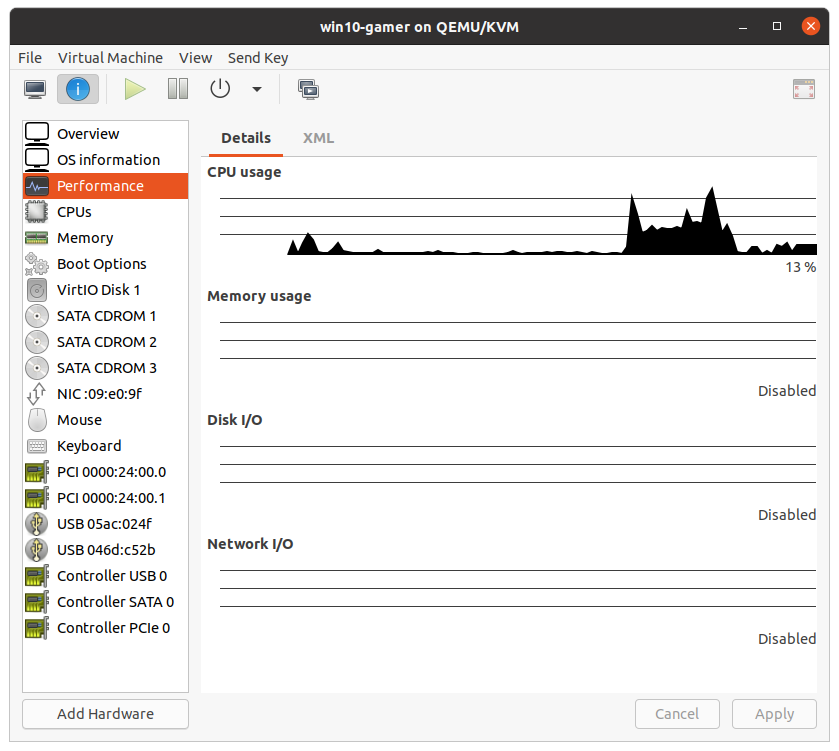 win10-gamer on QEMU/KVM
File Virtual Machine View Send Key
Overview
OS information
Performance
CPUs
Memory
Boot Options
VirtIO Disk 1
SATA CDROM 1
SATA CDROM 2
SATA CDROM 3
NIC :09:e0:9f
Mouse
Keyboard
PCI 0000:24:00.0
PCI 0000:24:00.1
USB 05ac:024f
USB 046d:c52b
Controller USB 0
Controller SATA 0
Controller PCIe 0
Add Hardware
Details XML
CPU usage
13 %
Memory usage
Disabled
Disk I/O
Disabled
Network I/O
Disabled
Cancel Apply